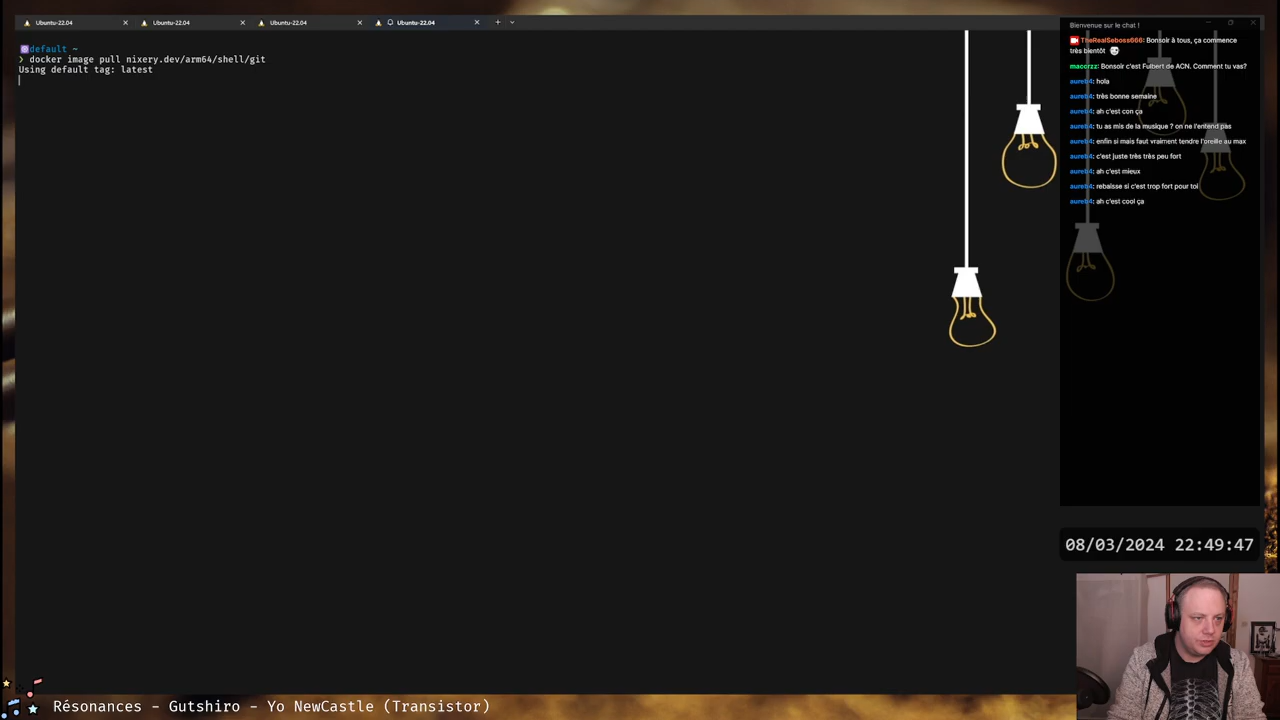 Ubuntu-22.04
Ubuntu-22.04
Ubuntu-22.04
Ubuntu-22.04
default ~
❯ docker image pull nixery.dev/arm64/shell/git
Using default tag: latest
Bienvenue sur le chat !
TheRealSeboss666: Bonsoir à tous, ça commence
très bientôt
maccrzz: Bonsoir c'est Fulbert de ACN. Comment tu vas?
aureb4: hola
aureb4: très bonne semaine
aureb4: ah c'est con ça
aureb4: tu as mis de la musique ? on ne l'entend pas
aureb4: enfin si mais faut vraiment tendre l'oreille au max
aureb4: c'est juste très très peu fort
aureb4: ah c'est mieux
aureb4: rebaisse si c'est trop fort pour toi
aureb4: ah c'est cool ça
08/03/2024 22:49:47
Résonances - Gutshiro - Yo NewCastle (Transistor)